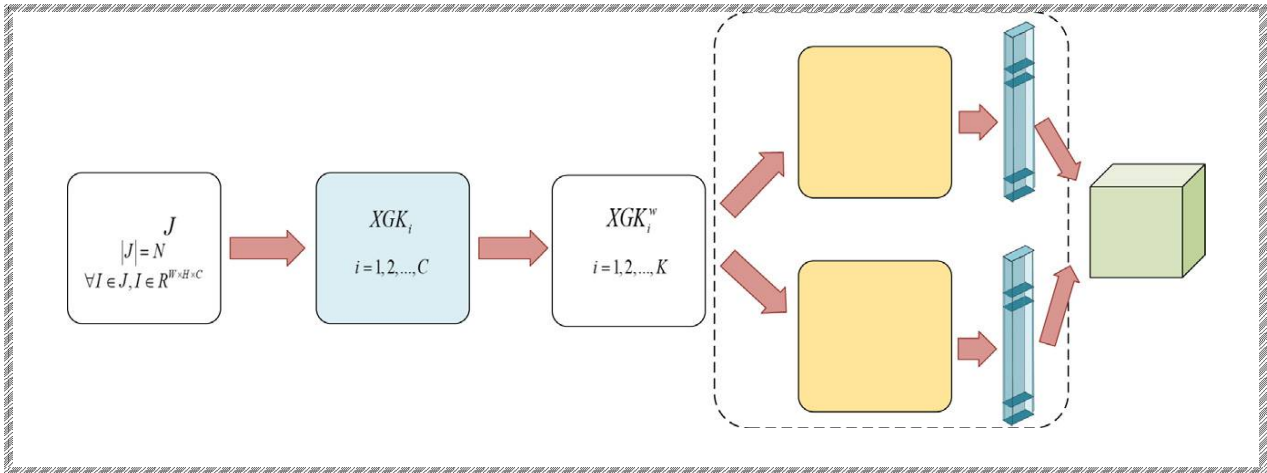 J
|J| = N
∀I ∈ J, I ∈ R^{W×H×C}
XGK_i
i = 1, 2, ..., C
XGK_i^w
i = 1, 2, ..., K